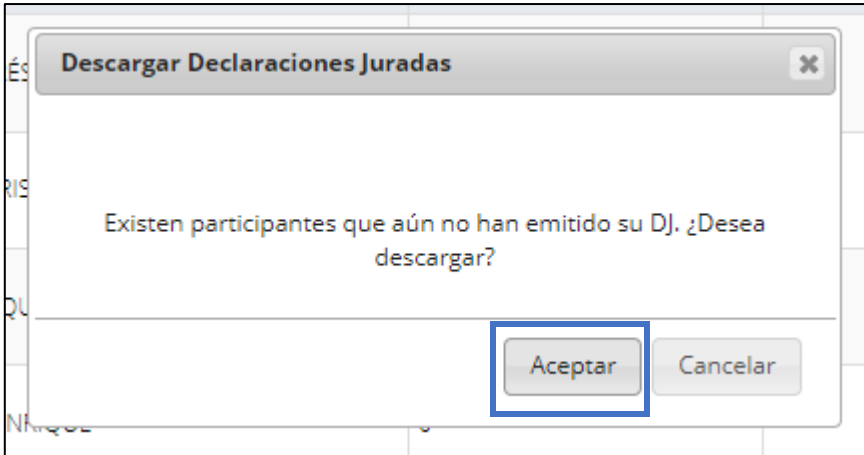 Descargar Declaraciones Juradas
Existen participantes que aún no han emitido su DJ. ¿Desea
descargar?
Aceptar
Cancelar